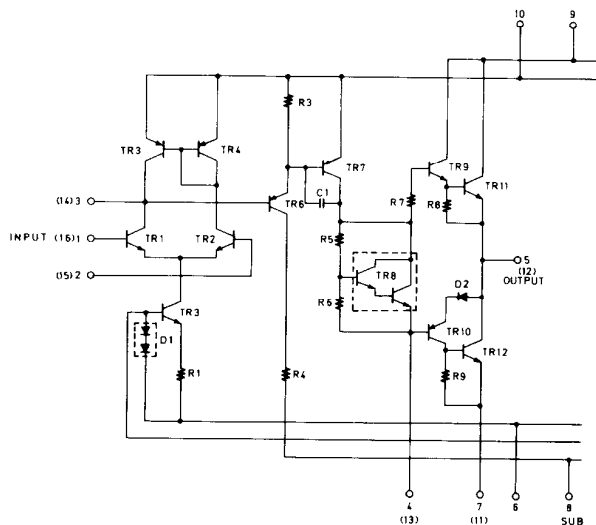 10
9
R3
TR3
TR4
TR7
TR9
TR11
C1
R7
R8
(14) 3
TR6
R5
INPUT (16) 1
TR1
TR2
TR8
5
(12)
OUTPUT
(15) 2
D2
R6
TR3
TR10
D1
TR12
R1
R4
R9
4
(13)
7
(11)
6
8
SUB